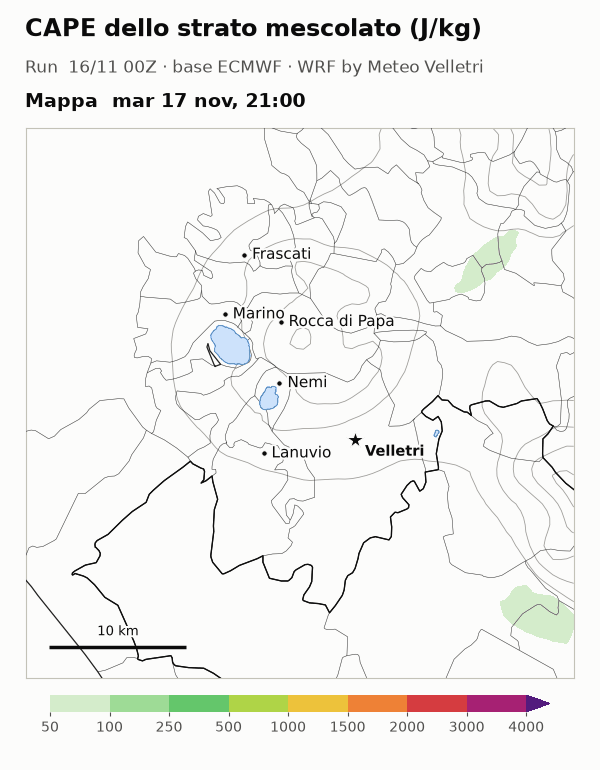 CAPE dello strato mescolato (J/kg)
Run  16/11 00Z · base ECMWF · WRF by Meteo Velletri
Mappa  mar 17 nov, 21:00
Frascati
Marino
Rocca di Papa
Nemi
Velletri
Lanuvio
10 km
50 100 250 500 1000 1500 2000 3000 4000